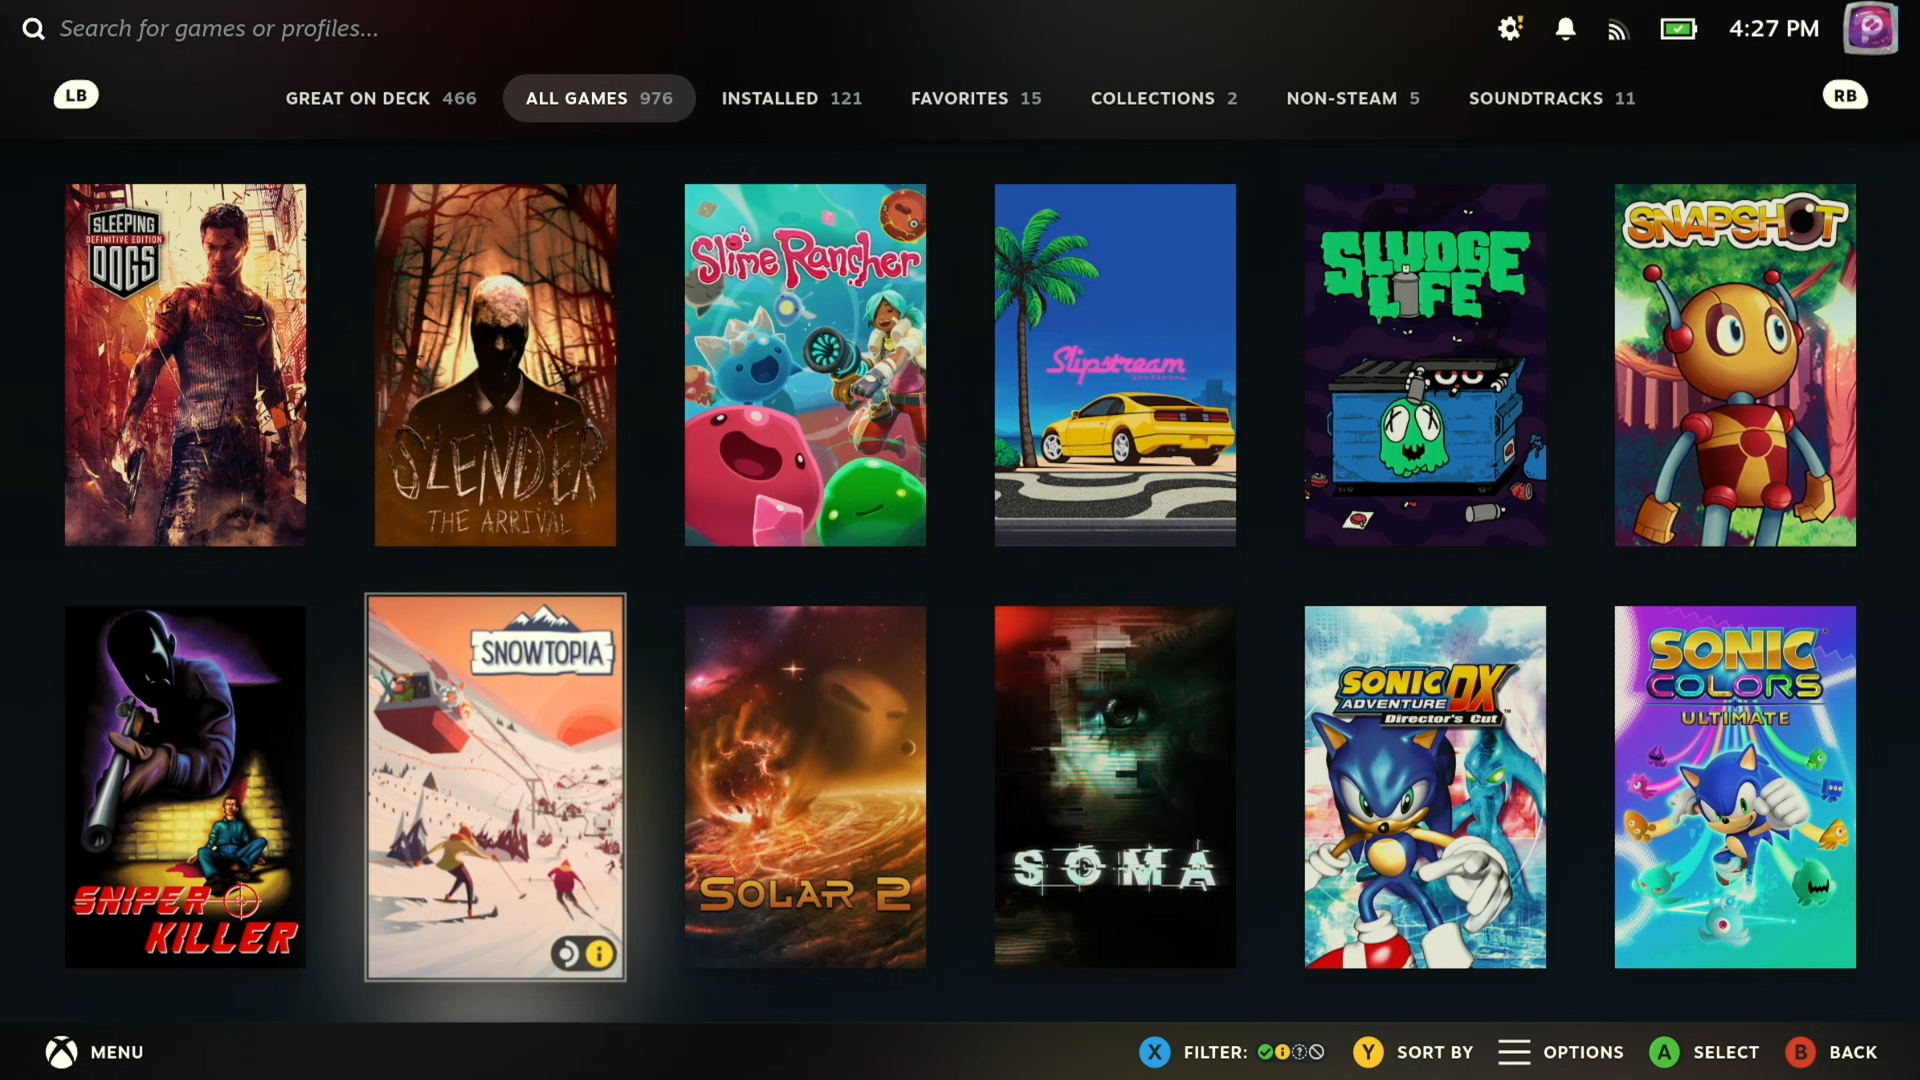 Search for games or profiles...
4:27 PM
LB
GREAT ON DECK 466
ALL GAMES 976
INSTALLED 121
FAVORITES 15
COLLECTIONS 2
NON-STEAM 5
SOUNDTRACKS 11
RB
SLEEPING
DEFINITIVE EDITION
DOGS
SLENDER
THE ARRIVAL
Slime Rancher
Slipstream
SLUDGE
LIFE
SNAPSHOT
SNIPER
KILLER
SNOWTOPIA
SOLAR 2
SOMA
SONIC
ADVENTURE DX
Director's Cut
SONIC
COLORS
ULTIMATE
MENU
X FILTER:
Y SORT BY
OPTIONS
A SELECT
B BACK